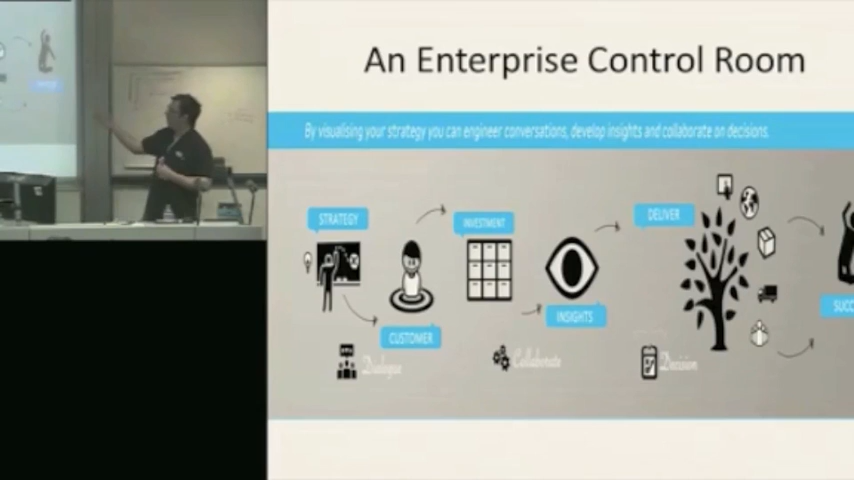 An Enterprise Control Room
By visualising your strategy you can engineer conversations, develop insights and collaborate on decisions.
STRATEGY
INVESTMENT
DELIVER
INSIGHTS
CUSTOMER
SUCC
Dialogue
Collaborate
Decision